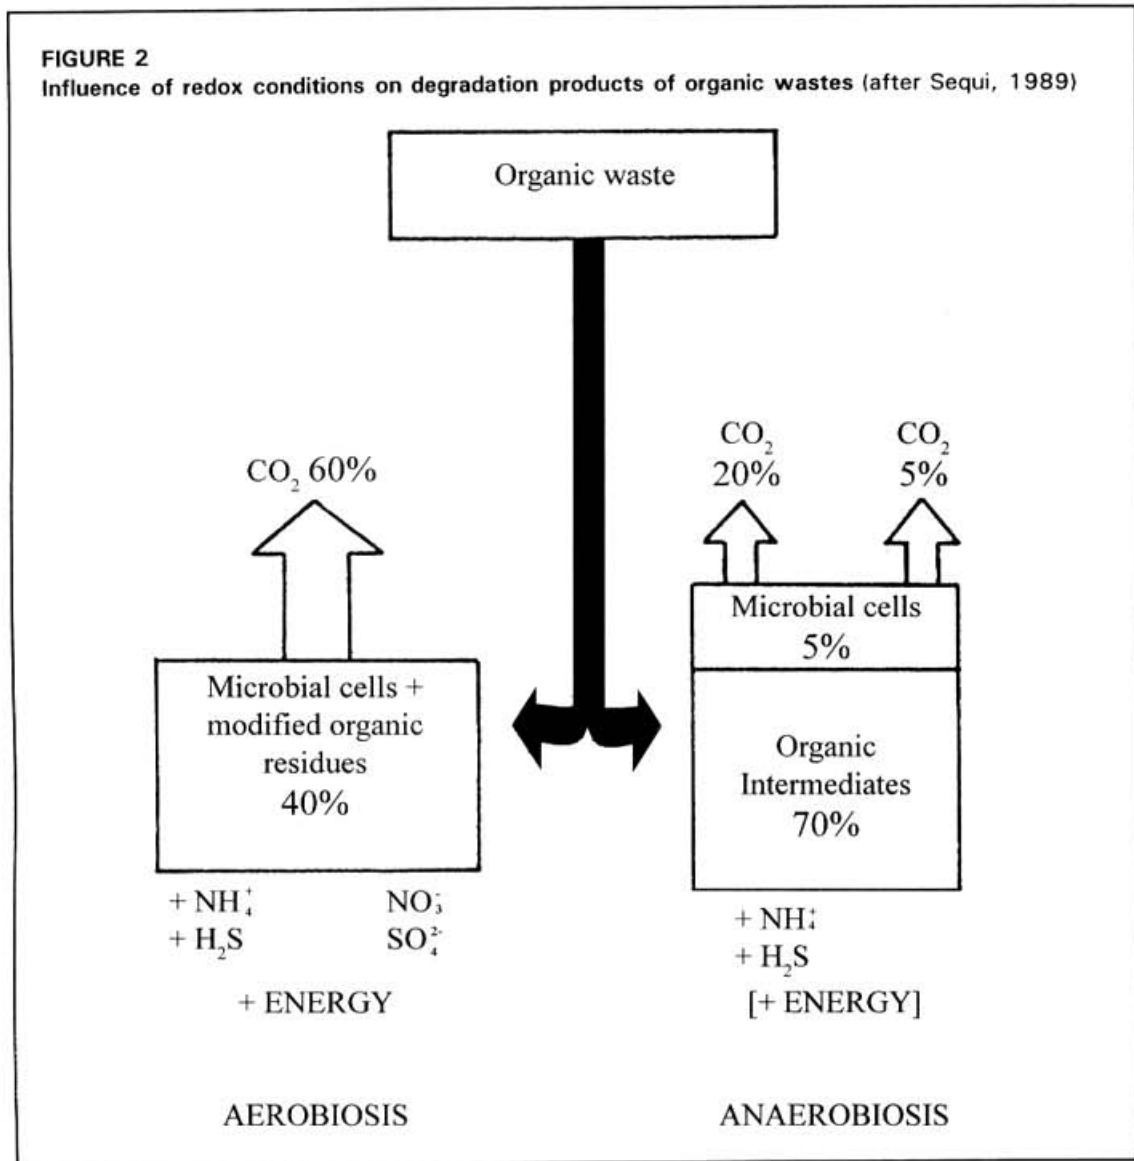 FIGURE 2
Influence of redox conditions on degradation products of organic wastes (after Sequi, 1989)
Organic waste
CO₂ 60%
Microbial cells +
modified organic
residues
40%
+ NH₄⁺ NO₃⁻
+ H₂S SO₄²⁻
+ ENERGY
AEROBIOSIS
CO₂
20%
CO₂
5%
Microbial cells
5%
Organic
Intermediates
70%
+ NH₄⁺
+ H₂S
[+ ENERGY]
ANAEROBIOSIS